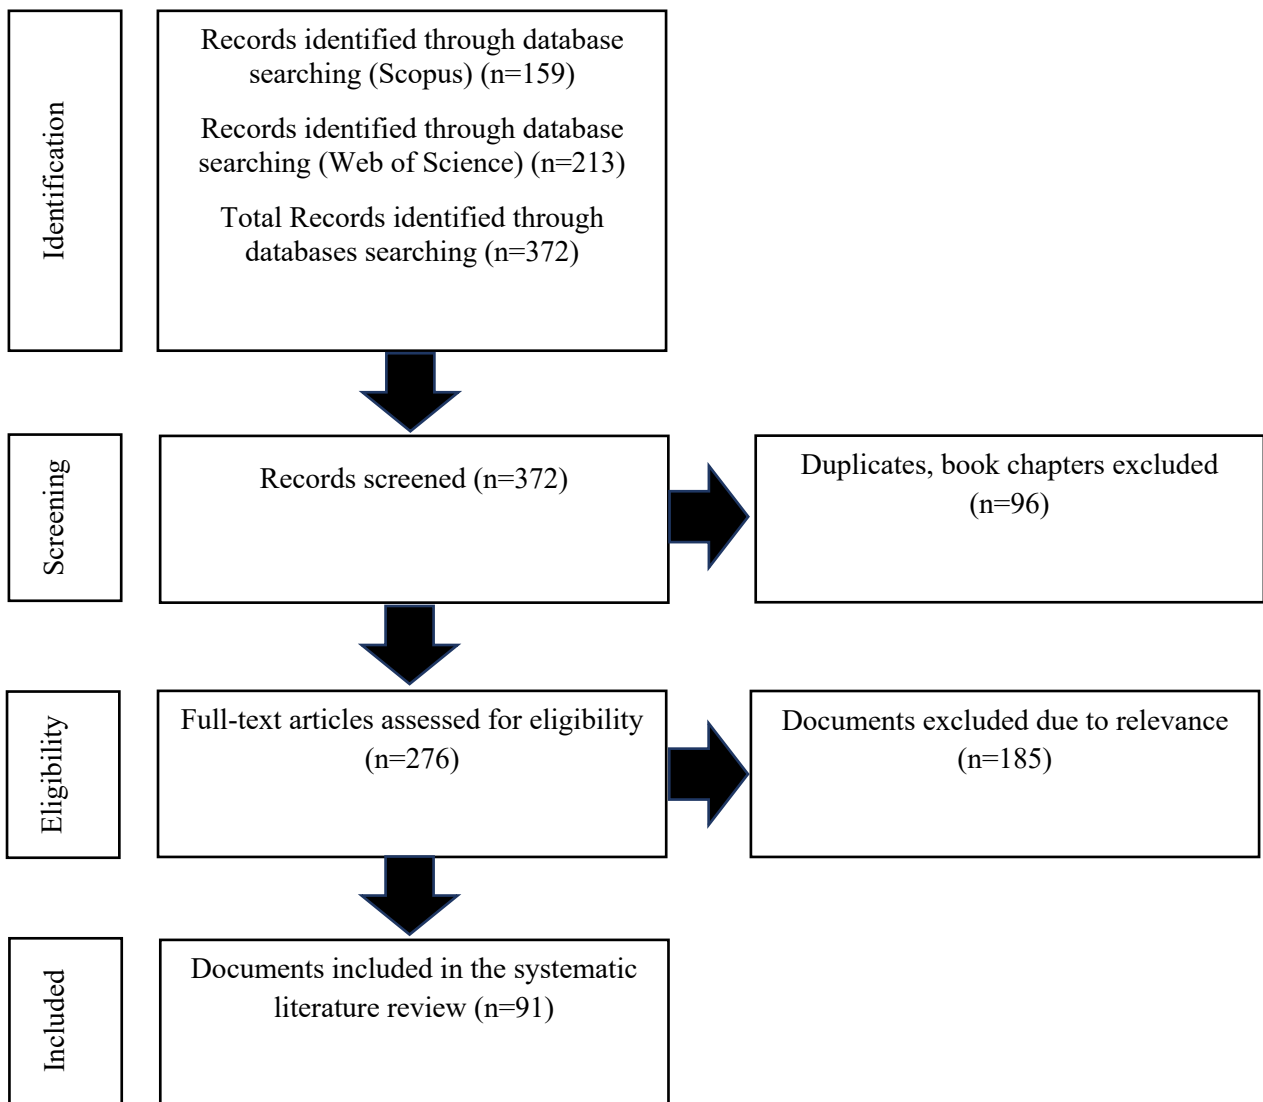 Identification
Records identified through database
searching (Scopus) (n=159)
Records identified through database
searching (Web of Science) (n=213)
Total Records identified through
databases searching (n=372)
Screening
Records screened (n=372)
Duplicates, book chapters excluded
(n=96)
Eligibility
Full-text articles assessed for eligibility
(n=276)
Documents excluded due to relevance
(n=185)
Included
Documents included in the systematic
literature review (n=91)